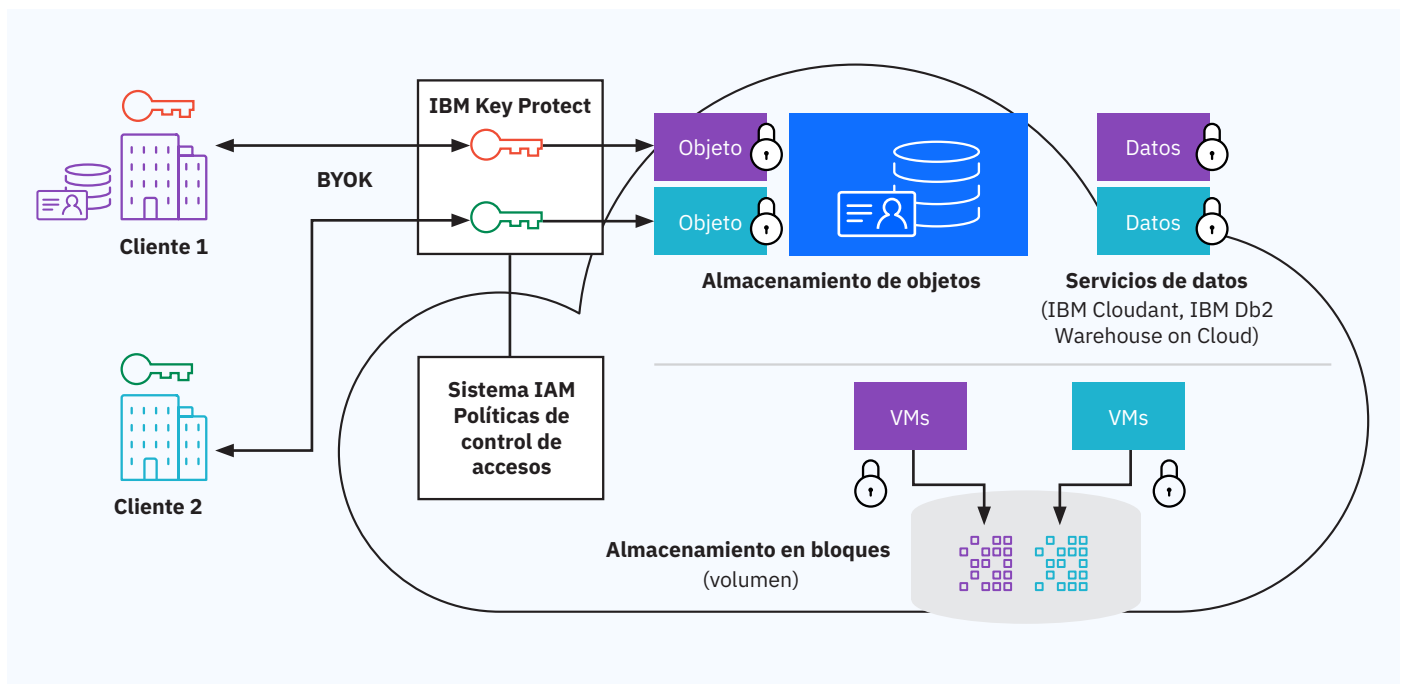 IBM Key Protect
BYOK
Cliente 1
Cliente 2
Sistema IAM
Políticas de
control de
accesos
Objeto
Objeto
Almacenamiento de objetos
Datos
Datos
Servicios de datos
(IBM Cloudant, IBM Db2
Warehouse on Cloud)
VMs
VMs
Almacenamiento en bloques
(volumen)